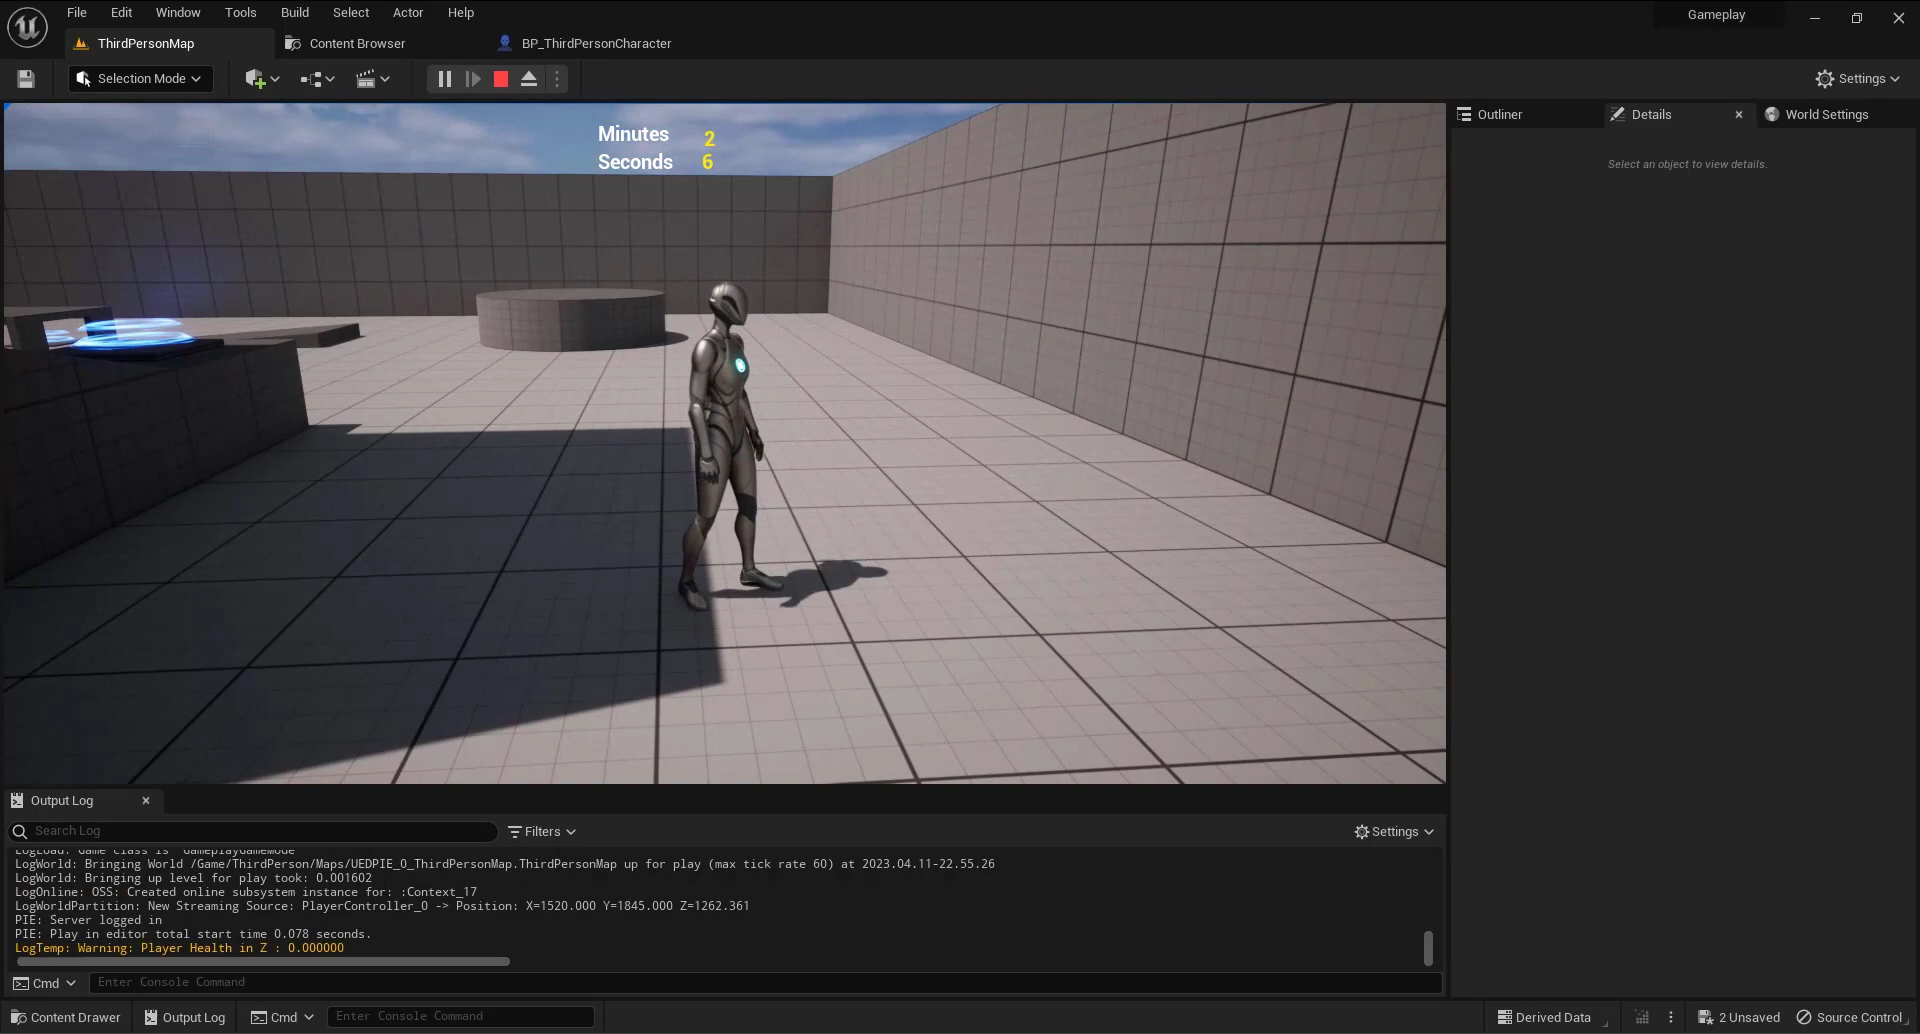 File Edit Window Tools Build Select Actor Help Gameplay
ThirdPersonMap Content Browser BP_ThirdPersonCharacter
Selection Mode Settings
Outliner Details World Settings
Select an object to view details.
Minutes 2
Seconds 6
Output Log
Search Log Filters Settings
LogLoad: Game class is 'GameplayGameMode'
LogWorld: Bringing World /Game/ThirdPerson/Maps/UEDPIE_0_ThirdPersonMap.ThirdPersonMap up for play (max tick rate 60) at 2023.04.11-22.55.26
LogWorld: Bringing up level for play took: 0.001602
LogOnline: OSS: Created online subsystem instance for: :Context_17
LogWorldPartition: New Streaming Source: PlayerController_0 -> Position: X=1520.000 Y=1845.000 Z=1262.361
PIE: Server logged in
PIE: Play in editor total start time 0.078 seconds.
LogTemp: Warning: Player Health in Z : 0.000000
Cmd Enter Console Command
Content Drawer Output Log Cmd Enter Console Command Derived Data 2 Unsaved Source Control